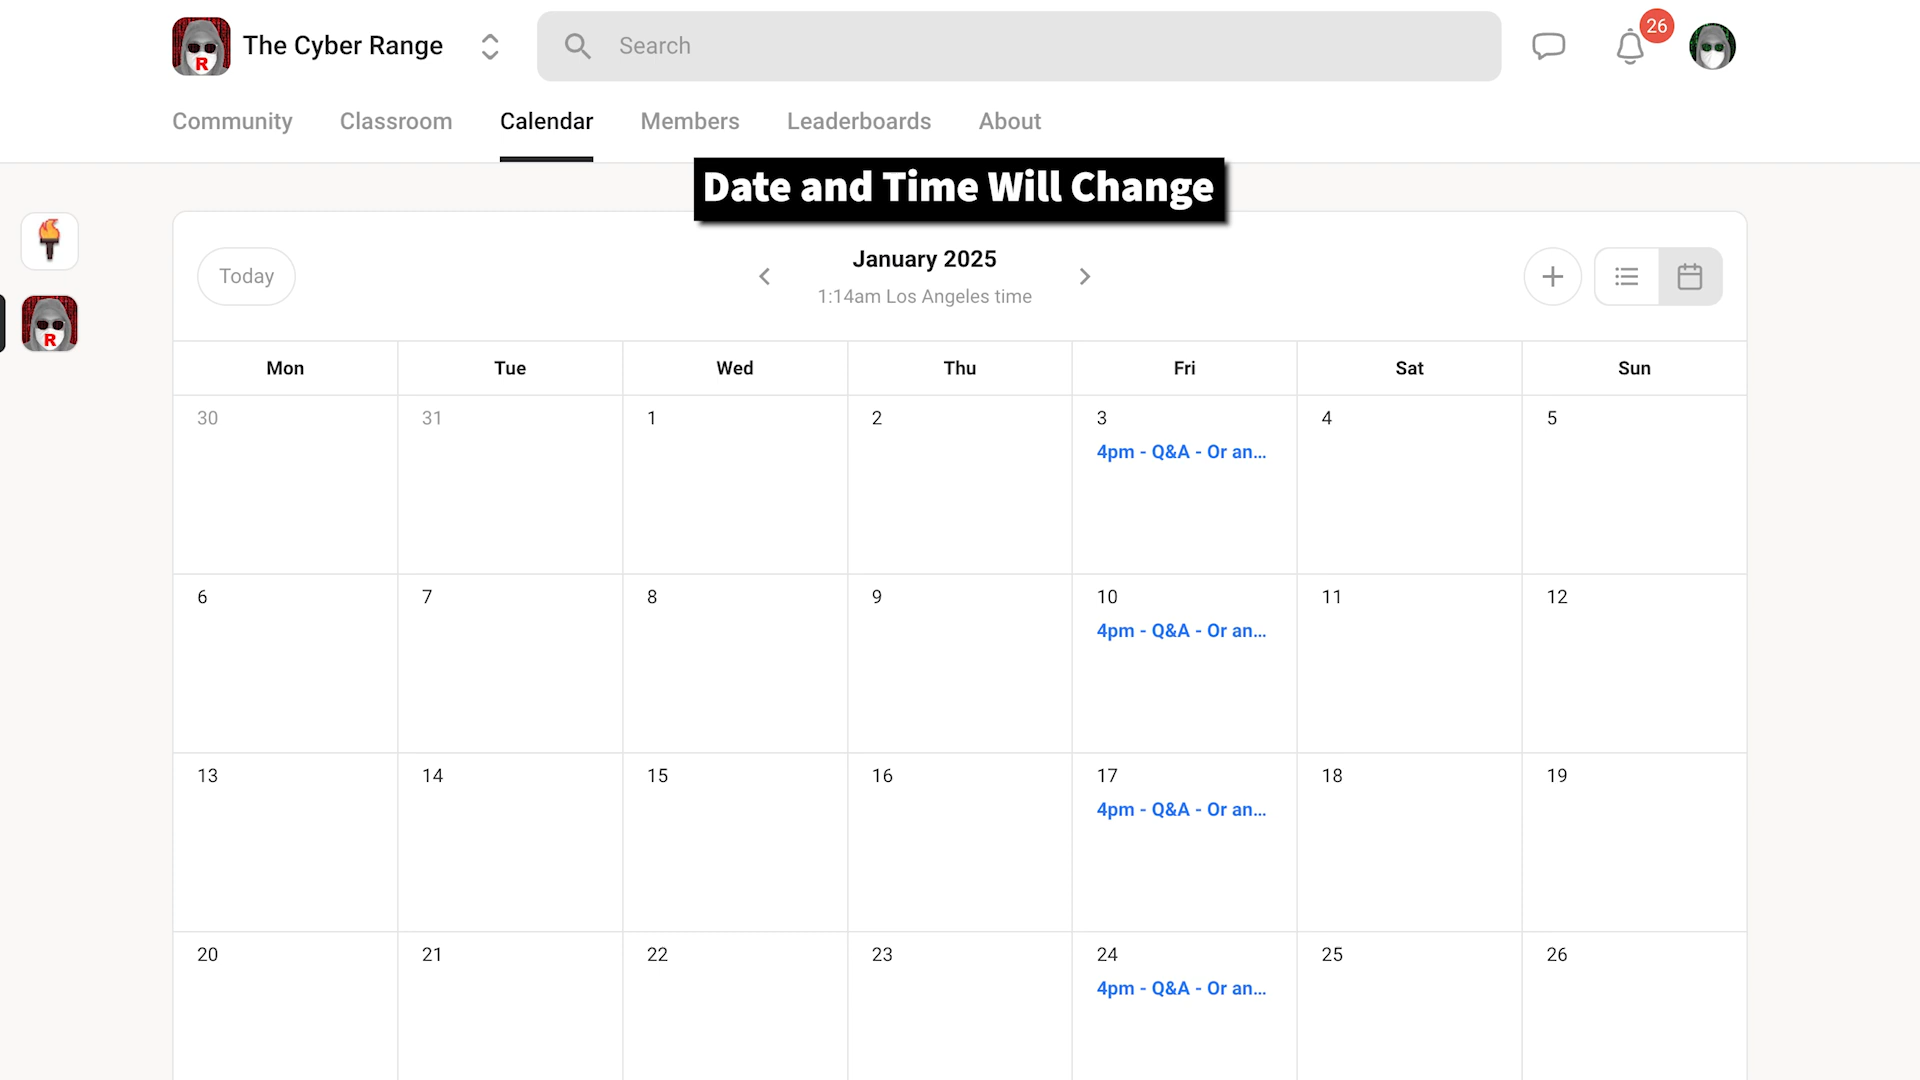 The Cyber Range
Search
26
Community Classroom Calendar Members Leaderboards About
Date and Time Will Change
Today
January 2025
1:14am Los Angeles time
R
R
Mon Tue Wed Thu Fri Sat Sun
30 31 1 2 3 4 5
4pm - Q&A - Or an...
6 7 8 9 10 11 12
4pm - Q&A - Or an...
13 14 15 16 17 18 19
4pm - Q&A - Or an...
20 21 22 23 24 25 26
4pm - Q&A - Or an...